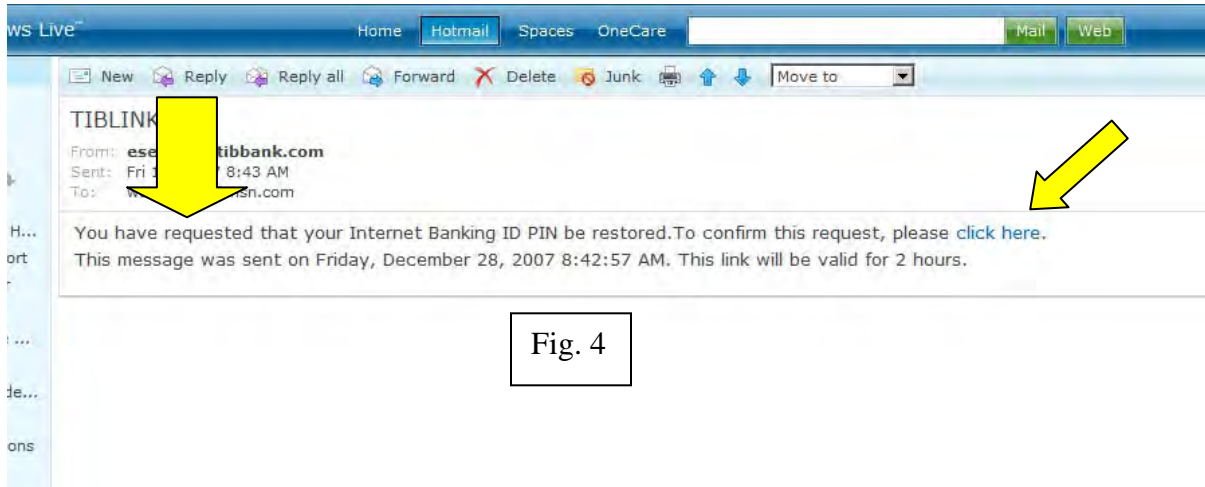 Live
Home Hotmail Spaces OneCare Mail Web
New Reply Reply all Forward Delete Junk Move to
TIBLINK
From: ese tibbank.com
Sent: Fri 8:43 AM
To: sn.com
You have requested that your Internet Banking ID PIN be restored.To confirm this request, please click here.
This message was sent on Friday, December 28, 2007 8:42:57 AM. This link will be valid for 2 hours.
H...
ort
...
de...
ons
Fig. 4